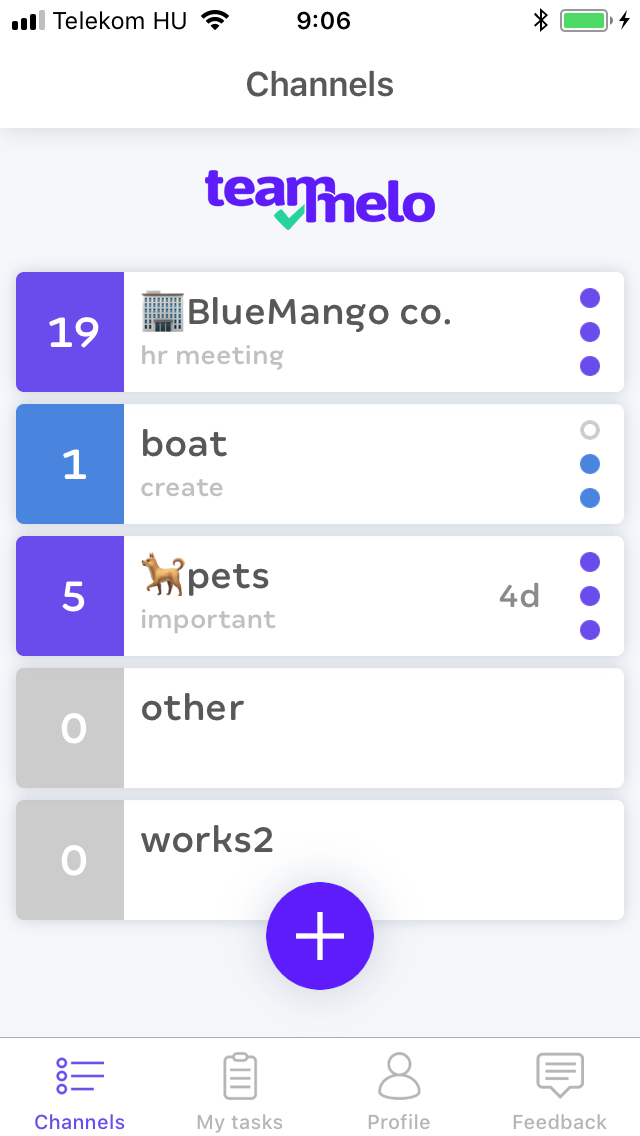 Telekom HU 9:06
Channels
teammelo
19 BlueMango co.
hr meeting
1 boat
create
5 pets
important
4d
0 other
0 works2
Channels My tasks Profile Feedback